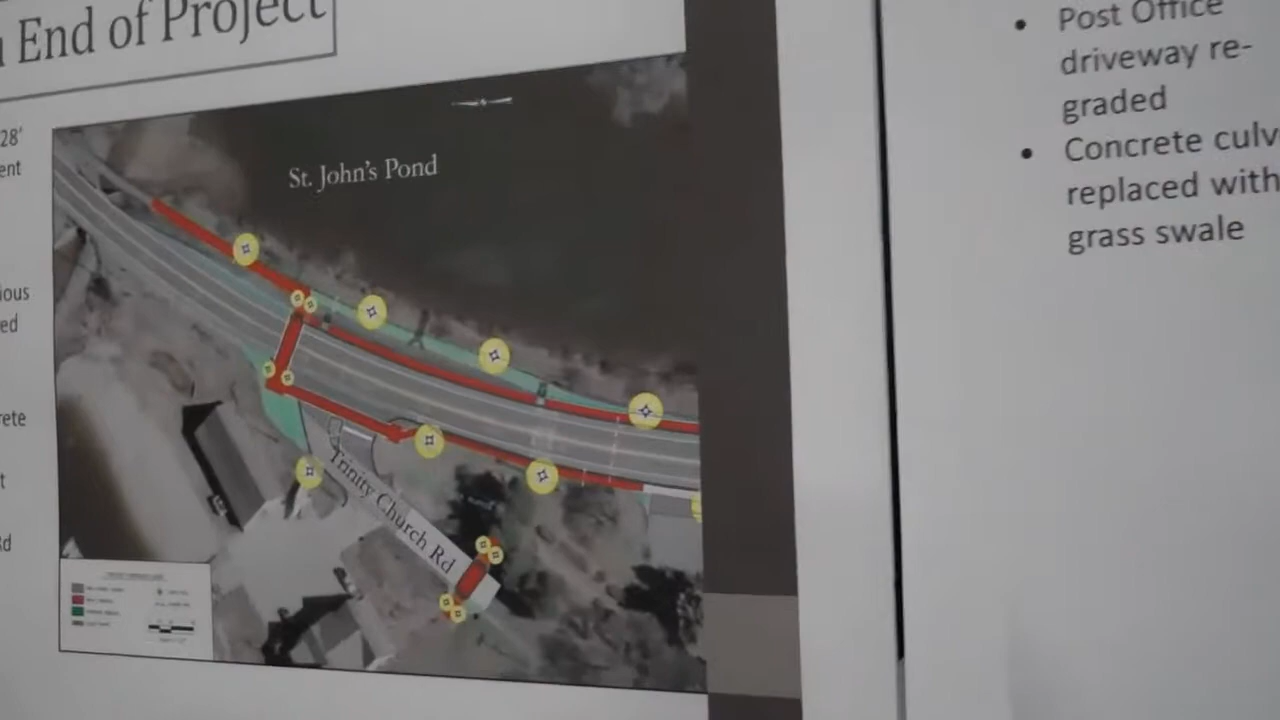 End of Project
28'
ent
ious
ed
rete
t
St. John's Pond
Trinity Church Rd
Post Office
driveway re-
graded
Concrete culv
replaced with
grass swale